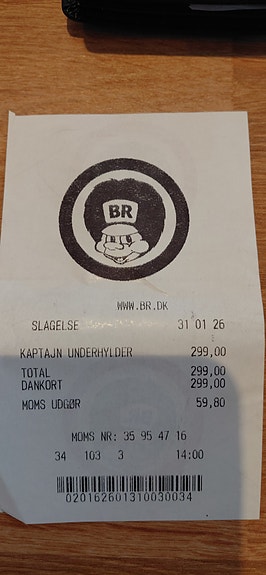 BR
WWW.BR.DK
SLAGELSE 31 01 26
KAPTAJN UNDERHYLDER 299,00
TOTAL 299,00
DANKORT 299,00
MOMS UDGØR 59,80
MOMS NR: 35 95 47 16
34 103 3 14:00
020162601310030034